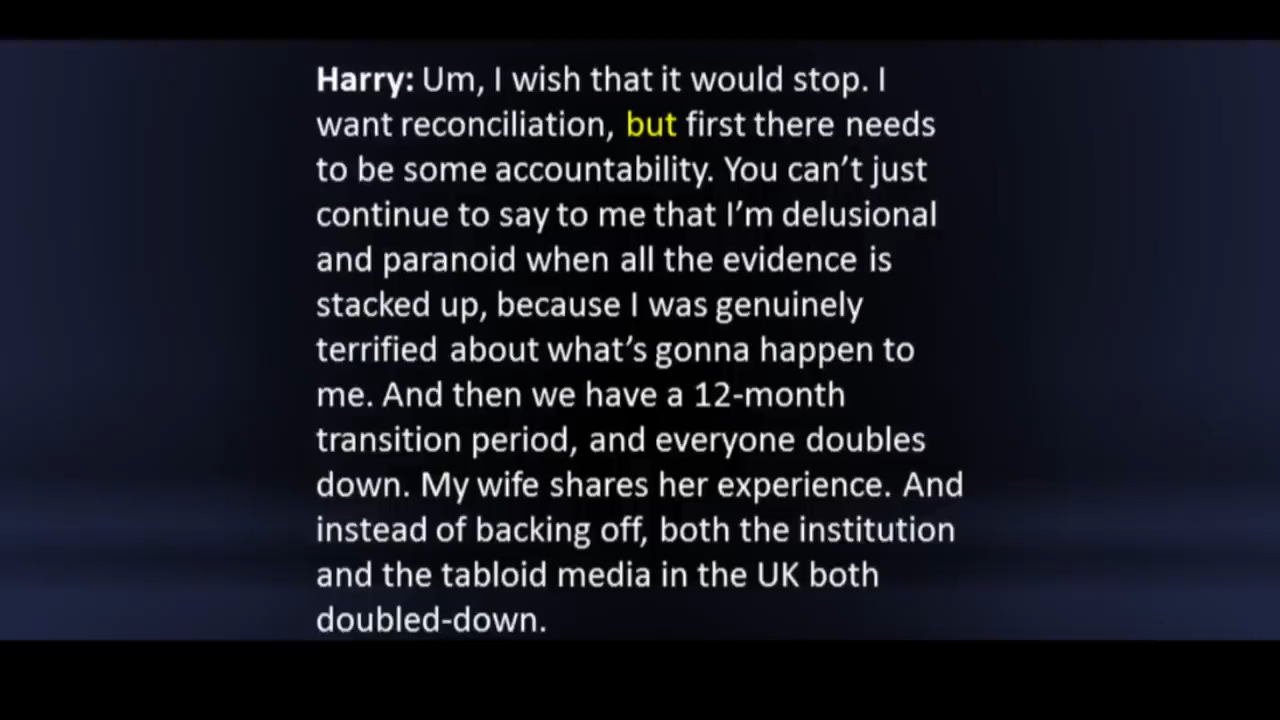 Harry: Um, I wish that it would stop. I
want reconciliation, but first there needs
to be some accountability. You can’t just
continue to say to me that I’m delusional
and paranoid when all the evidence is
stacked up, because I was genuinely
terrified about what’s gonna happen to
me. And then we have a 12-month
transition period, and everyone doubles
down. My wife shares her experience. And
instead of backing off, both the institution
and the tabloid media in the UK both
doubled-down.